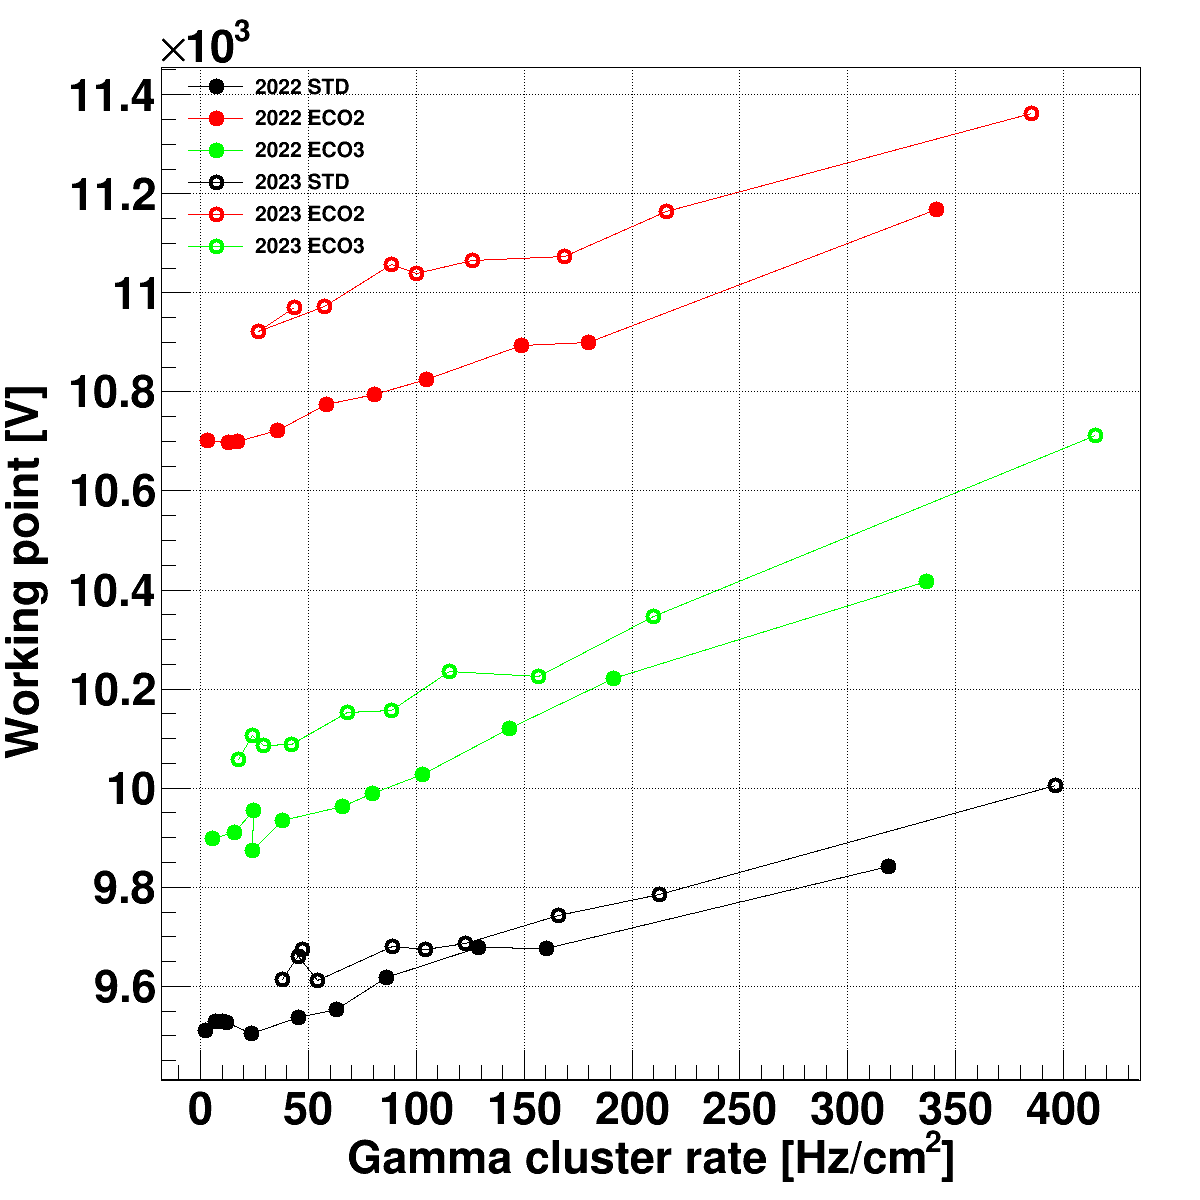 ×10³
11.4
11.2
11
10.8
10.6
10.4
10.2
10
9.8
9.6
2022 STD
2022 ECO2
2022 ECO3
2023 STD
2023 ECO2
2023 ECO3
Working point [V]
0 50 100 150 200 250 300 350 400
Gamma cluster rate [Hz/cm²]